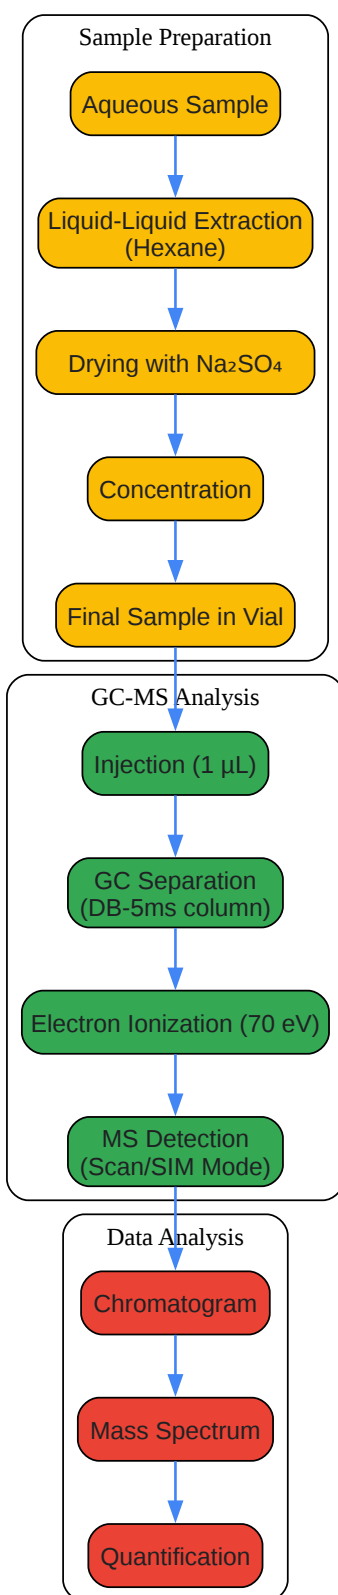 Sample Preparation
Aqueous Sample
Liquid-Liquid Extraction
(Hexane)
Drying with Na₂SO₄
Concentration
Final Sample in Vial
GC-MS Analysis
Injection (1 µL)
GC Separation
(DB-5ms column)
Electron Ionization (70 eV)
MS Detection
(Scan/SIM Mode)
Data Analysis
Chromatogram
Mass Spectrum
Quantification